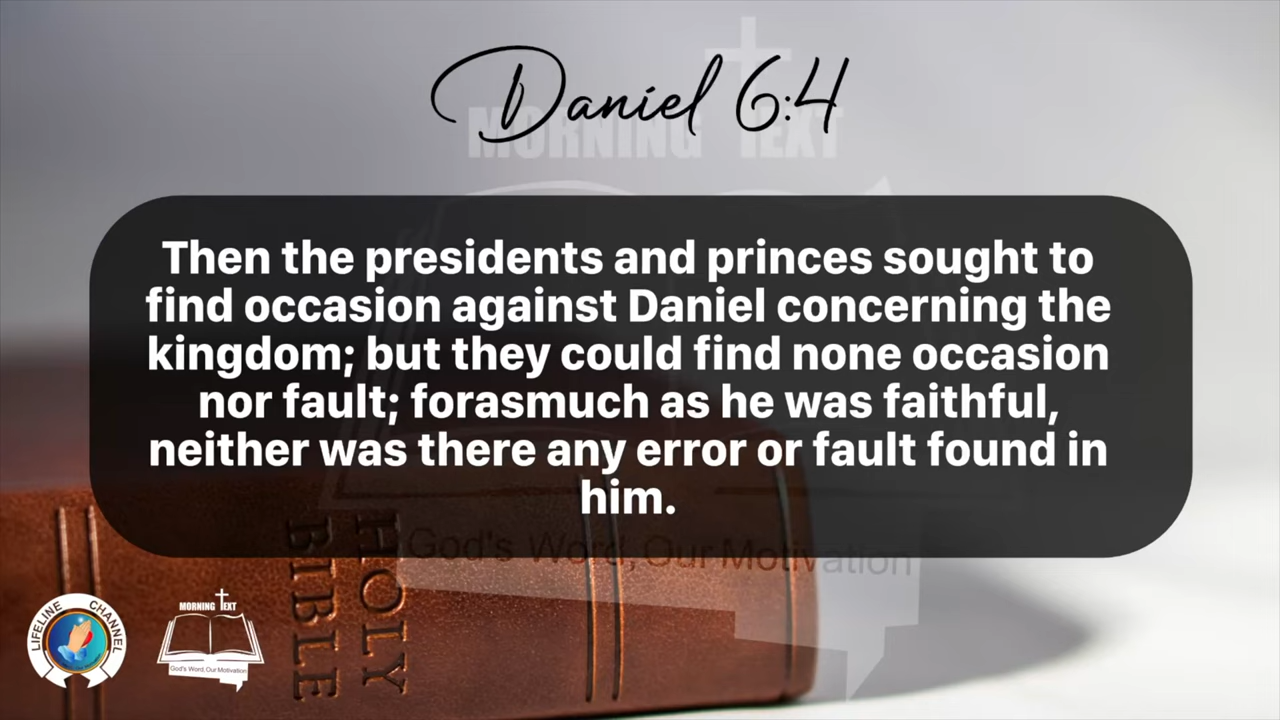 Daniel 6:4
MORNING TEXT
Then the presidents and princes sought to
find occasion against Daniel concerning the
kingdom; but they could find none occasion
nor fault; forasmuch as he was faithful,
neither was there any error or fault found in
him.
God's Word, Our Motivation
HOLY
BIBLE
LIFELINE CHANNEL
MORNING TEXT
God's Word, Our Motivation